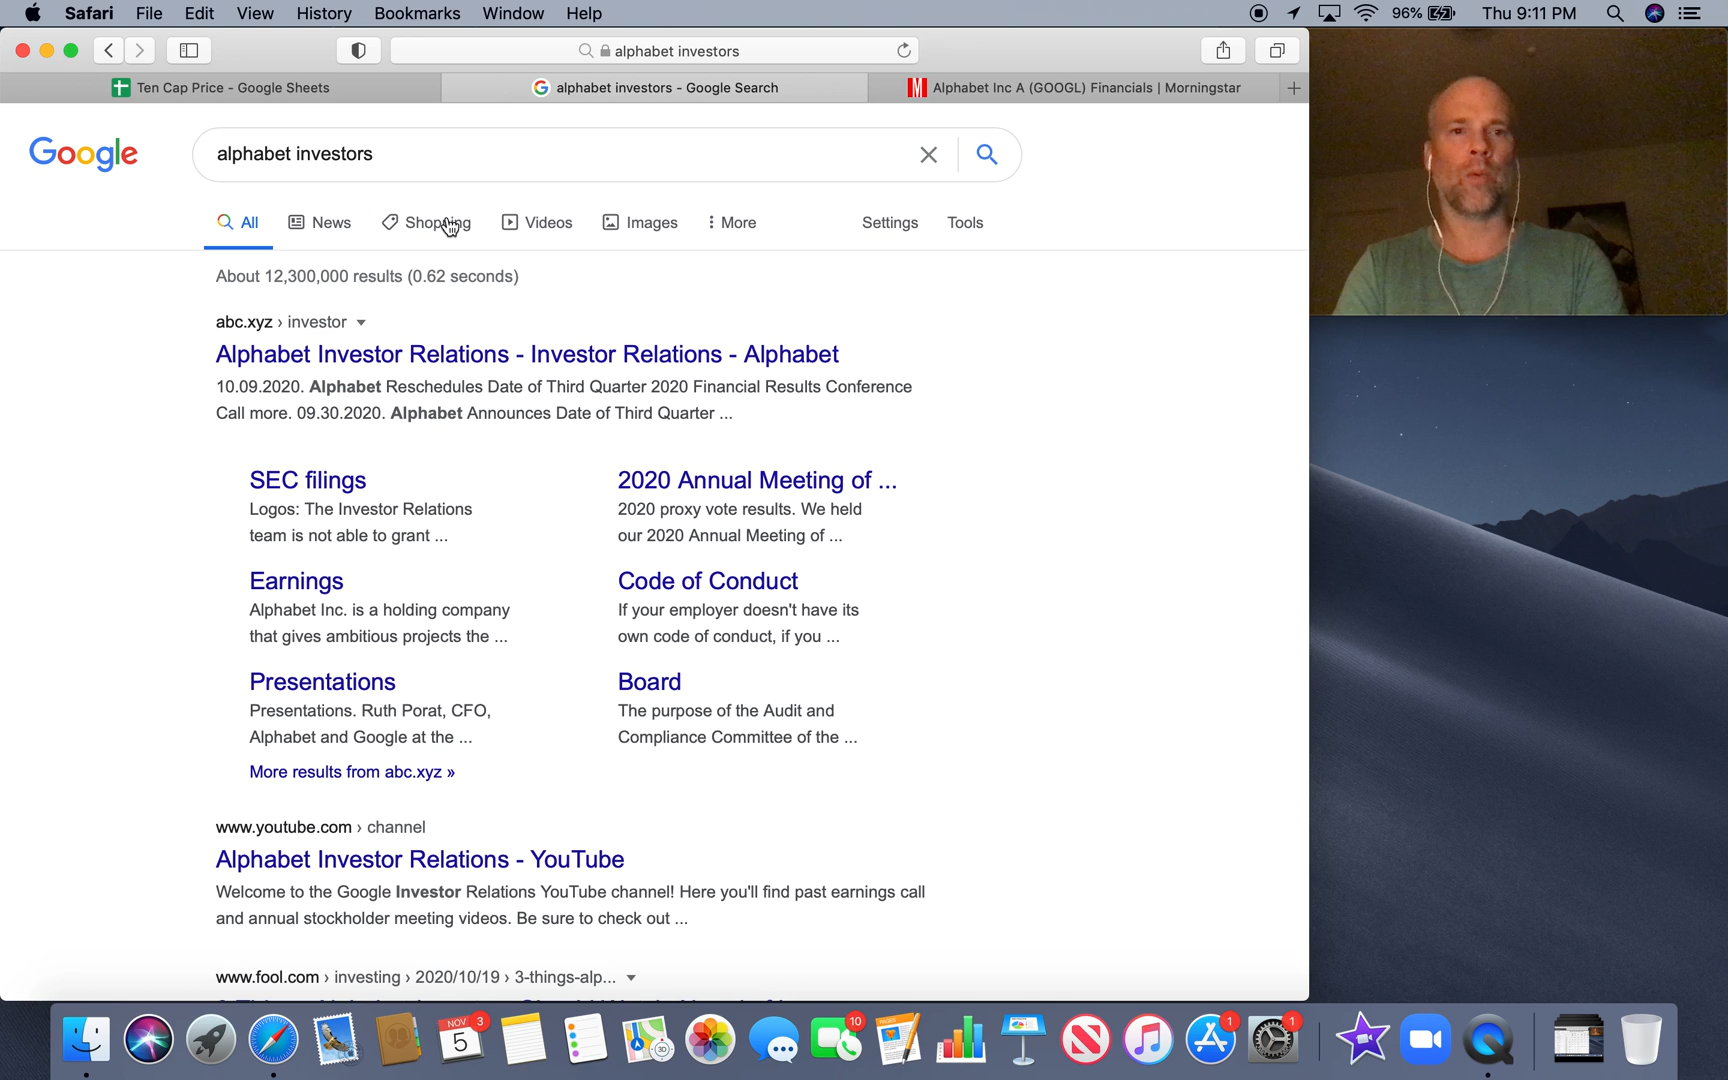 Safari File Edit View History Bookmarks Window Help
96% Thu 9:11 PM
alphabet investors
Ten Cap Price - Google Sheets
alphabet investors - Google Search
Alphabet Inc A (GOOGL) Financials | Morningstar
Google
alphabet investors
All News Shopping Videos Images More Settings Tools
About 12,300,000 results (0.62 seconds)
abc.xyz › investor
Alphabet Investor Relations - Investor Relations - Alphabet
10.09.2020. Alphabet Reschedules Date of Third Quarter 2020 Financial Results Conference
Call more. 09.30.2020. Alphabet Announces Date of Third Quarter ...
SEC filings
Logos: The Investor Relations
team is not able to grant ...
2020 Annual Meeting of ...
2020 proxy vote results. We held
our 2020 Annual Meeting of ...
Earnings
Alphabet Inc. is a holding company
that gives ambitious projects the ...
Code of Conduct
If your employer doesn't have its
own code of conduct, if you ...
Presentations
Presentations. Ruth Porat, CFO,
Alphabet and Google at the ...
Board
The purpose of the Audit and
Compliance Committee of the ...
More results from abc.xyz »
www.youtube.com › channel
Alphabet Investor Relations - YouTube
Welcome to the Google Investor Relations YouTube channel! Here you'll find past earnings call
and annual stockholder meeting videos. Be sure to check out ...
www.fool.com › investing › 2020/10/19 › 3-things-alp...
NOV 3
5
3D
10
PAGES
1
1